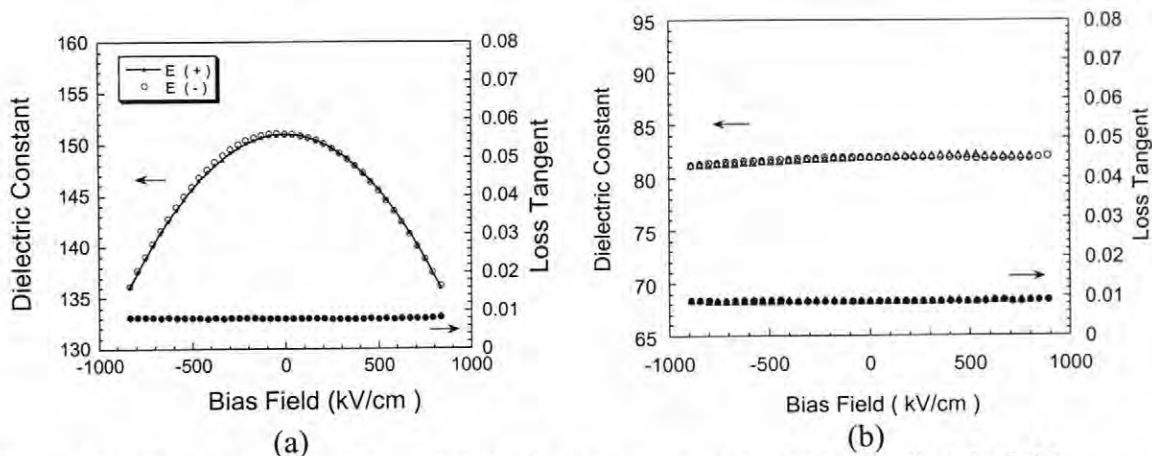 160
155
150
145
140
135
130
Dielectric Constant
E (+)
E (-)
0.08
0.07
0.06
0.05
0.04
0.03
0.02
0.01
0
Loss Tangent
-1000 -500 0 500 1000
Bias Field (kV/cm)
(a)
95
90
85
80
75
70
65
Dielectric Constant
0.08
0.07
0.06
0.05
0.04
0.03
0.02
0.01
0
Loss Tangent
-1000 -500 0 500 1000
Bias Field ( kV/cm)
(b)